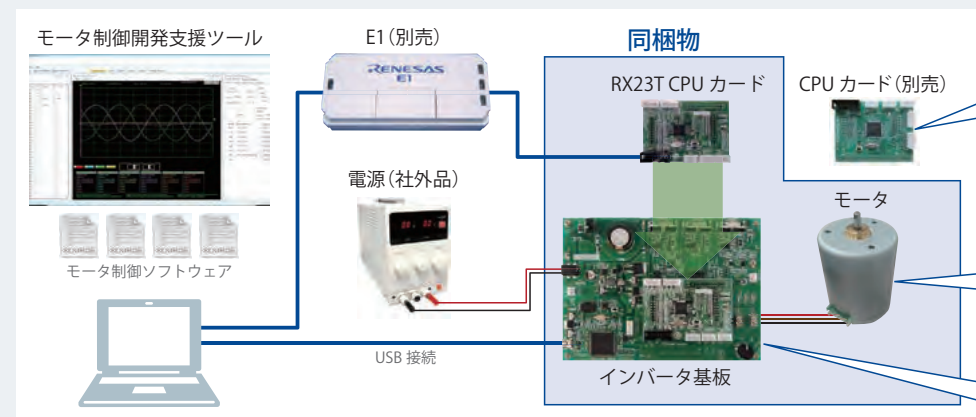 モータ制御開発支援ツール
E1（別売）
同梱物
RENESAS
E1
RX23T CPU カード
CPU カード（別売）
電源（社外品）
モータ
モータ制御ソフトウェア
USB 接続
インバータ基板